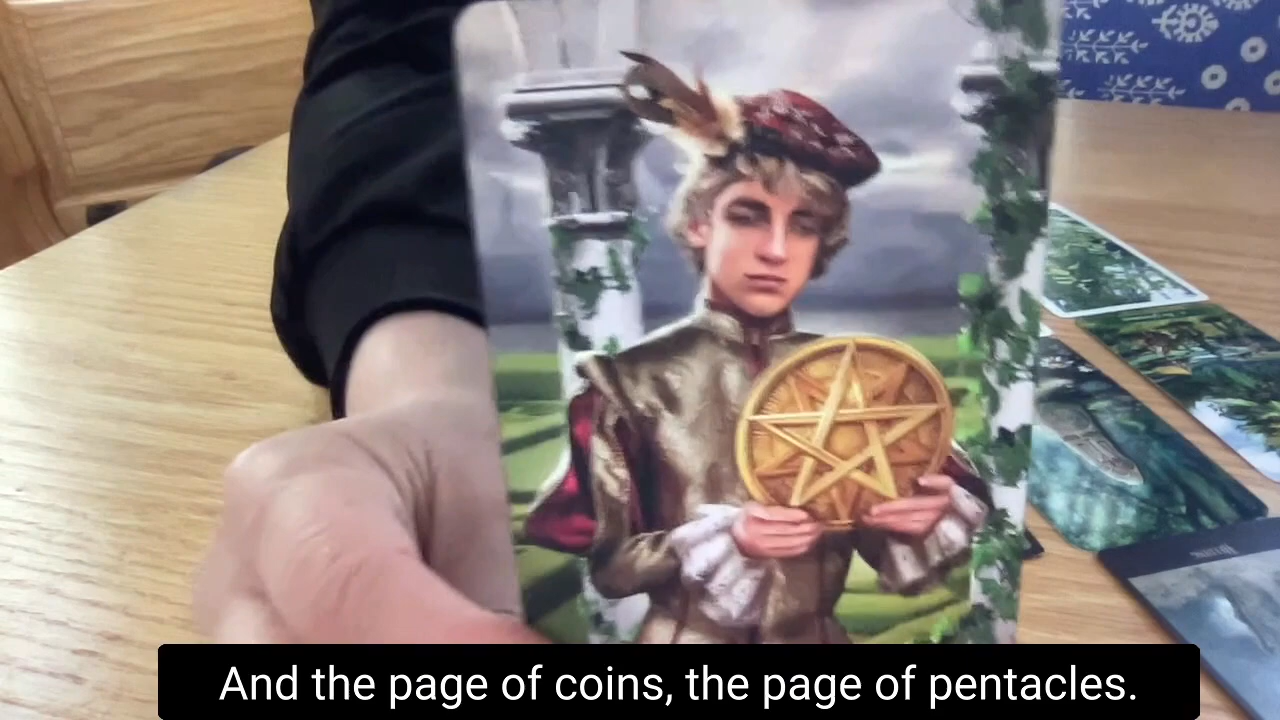 And the page of coins, the page of pentacles.